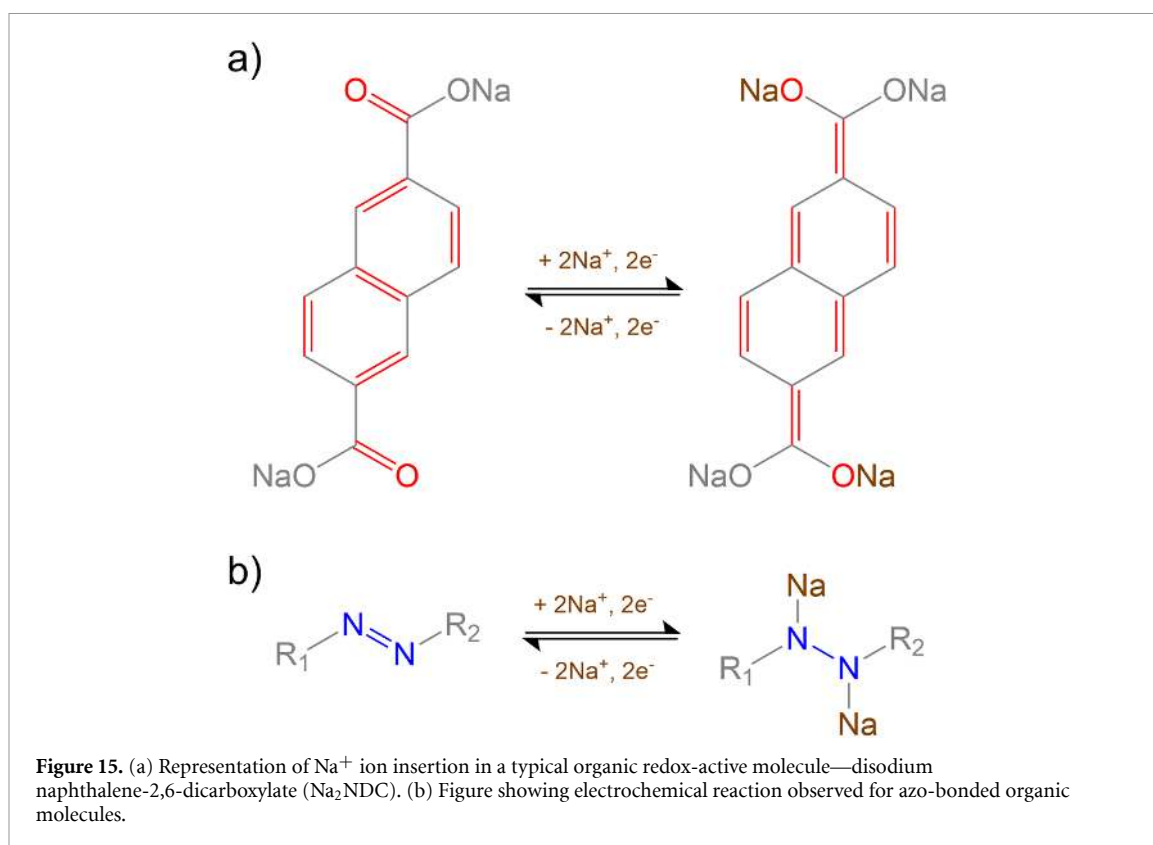 a)
O
ONa
NaO
ONa
+ 2Na⁺, 2e⁻
- 2Na⁺, 2e⁻
NaO
O
NaO
ONa
b)
R₁
N
N
R₂
+ 2Na⁺, 2e⁻
- 2Na⁺, 2e⁻
Na
R₁
N
N
R₂
Na
Figure 15. (a) Representation of Na⁺ ion insertion in a typical organic redox-active molecule—disodium
naphthalene-2,6-dicarboxylate (Na₂NDC). (b) Figure showing electrochemical reaction observed for azo-bonded organic
molecules.